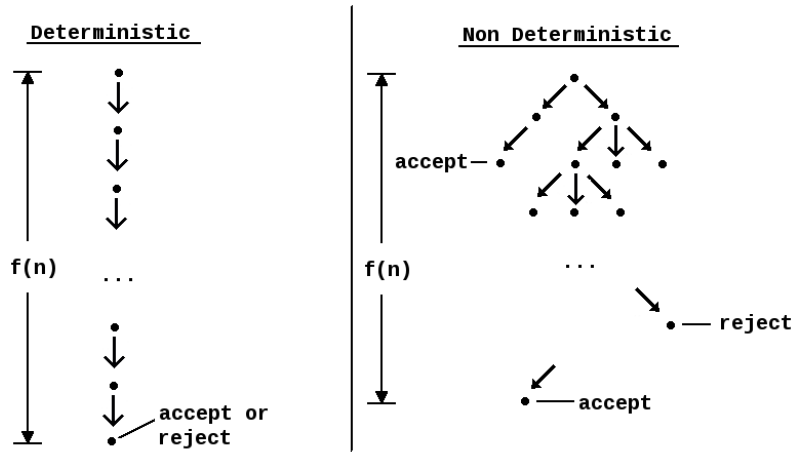 Deterministic
f(n)
...
accept or
reject
Non Deterministic
accept
f(n)
...
reject
accept